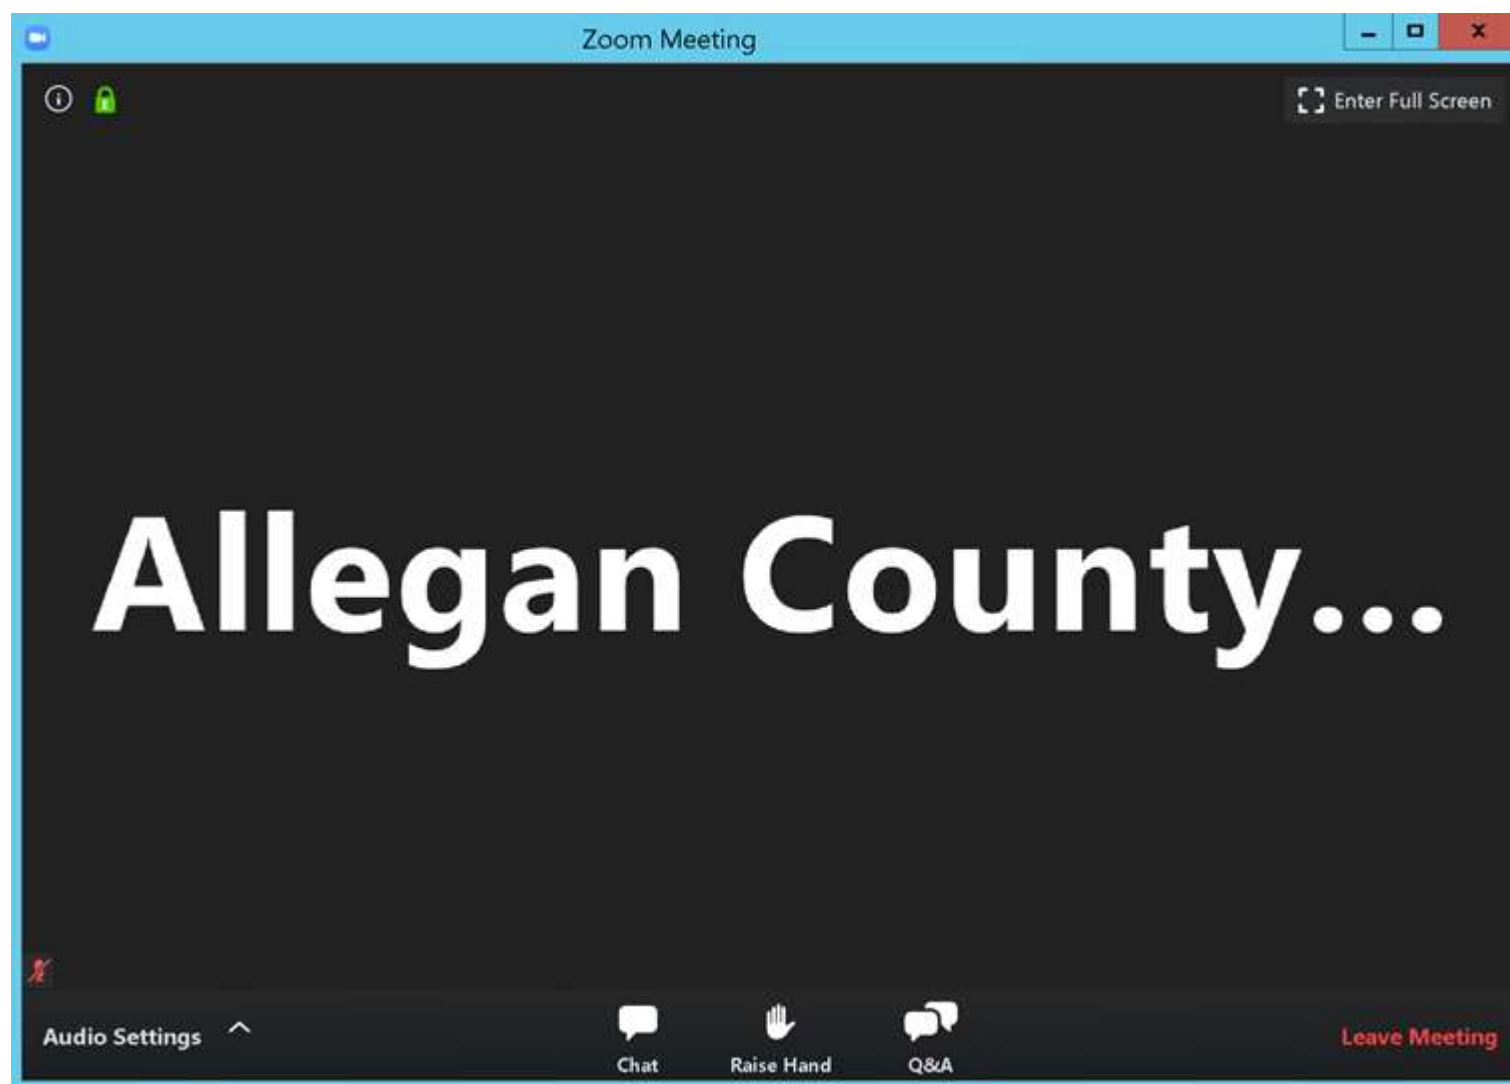 Zoom Meeting
Enter Full Screen
Allegan County...
Audio Settings
Chat
Raise Hand
Q&A
Leave Meeting